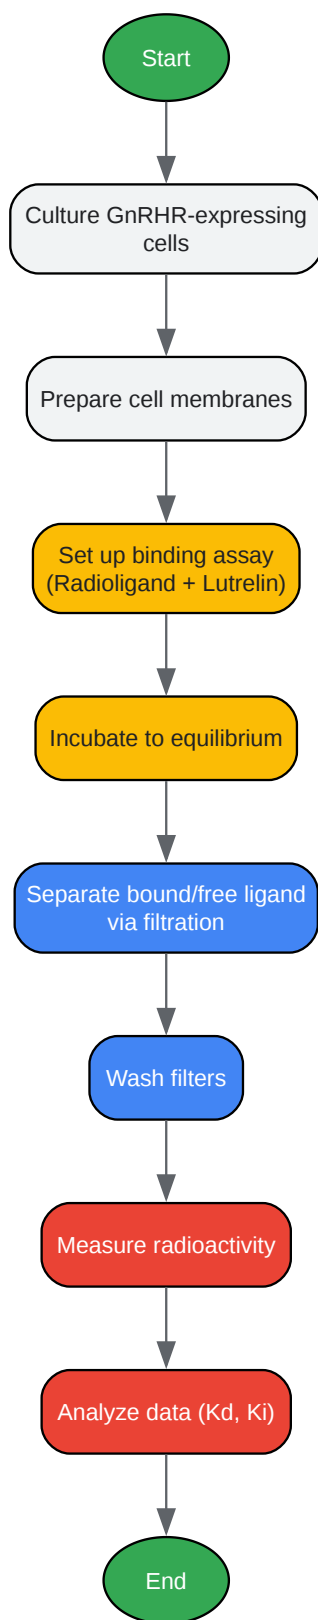 Start
Culture GnRHR-expressing
cells
Prepare cell membranes
Set up binding assay
(Radioligand + Lutrelin)
Incubate to equilibrium
Separate bound/free ligand
via filtration
Wash filters
Measure radioactivity
Analyze data (Kd, Ki)
End